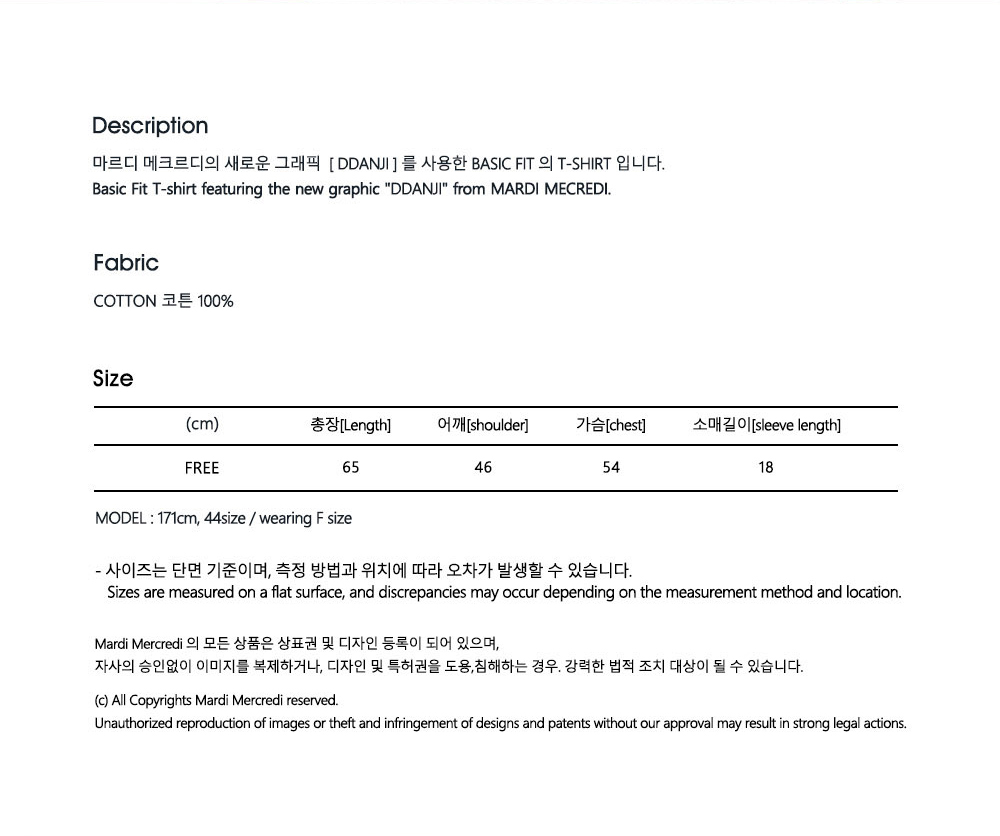 Description
마르디 메크르디의 새로운 그래픽 [ DDANJI ] 를 사용한 BASIC FIT 의 T-SHIRT 입니다.
Basic Fit T-shirt featuring the new graphic "DDANJI" from MARDI MECREDI.
Fabric
COTTON 코튼 100%
Size
(cm) 총장[Length] 어깨[shoulder] 가슴[chest] 소매길이[sleeve length]
FREE 65 46 54 18
MODEL : 171cm, 44size / wearing F size
- 사이즈는 단면 기준이며, 측정 방법과 위치에 따라 오차가 발생할 수 있습니다.
Sizes are measured on a flat surface, and discrepancies may occur depending on the measurement method and location.
Mardi Mercredi 의 모든 상품은 상표권 및 디자인 등록이 되어 있으며,
자사의 승인없이 이미지를 복제하거나, 디자인 및 특허권을 도용,침해하는 경우. 강력한 법적 조치 대상이 될 수 있습니다.
(c) All Copyrights Mardi Mercredi reserved.
Unauthorized reproduction of images or theft and infringement of designs and patents without our approval may result in strong legal actions.